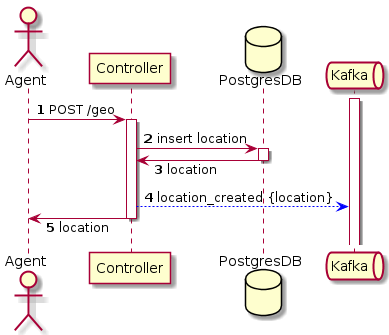 Agent
Controller
PostgresDB
Kafka
1 POST /geo
2 insert location
3 location
4 location_created {location}
5 location
Agent
Controller
PostgresDB
Kafka